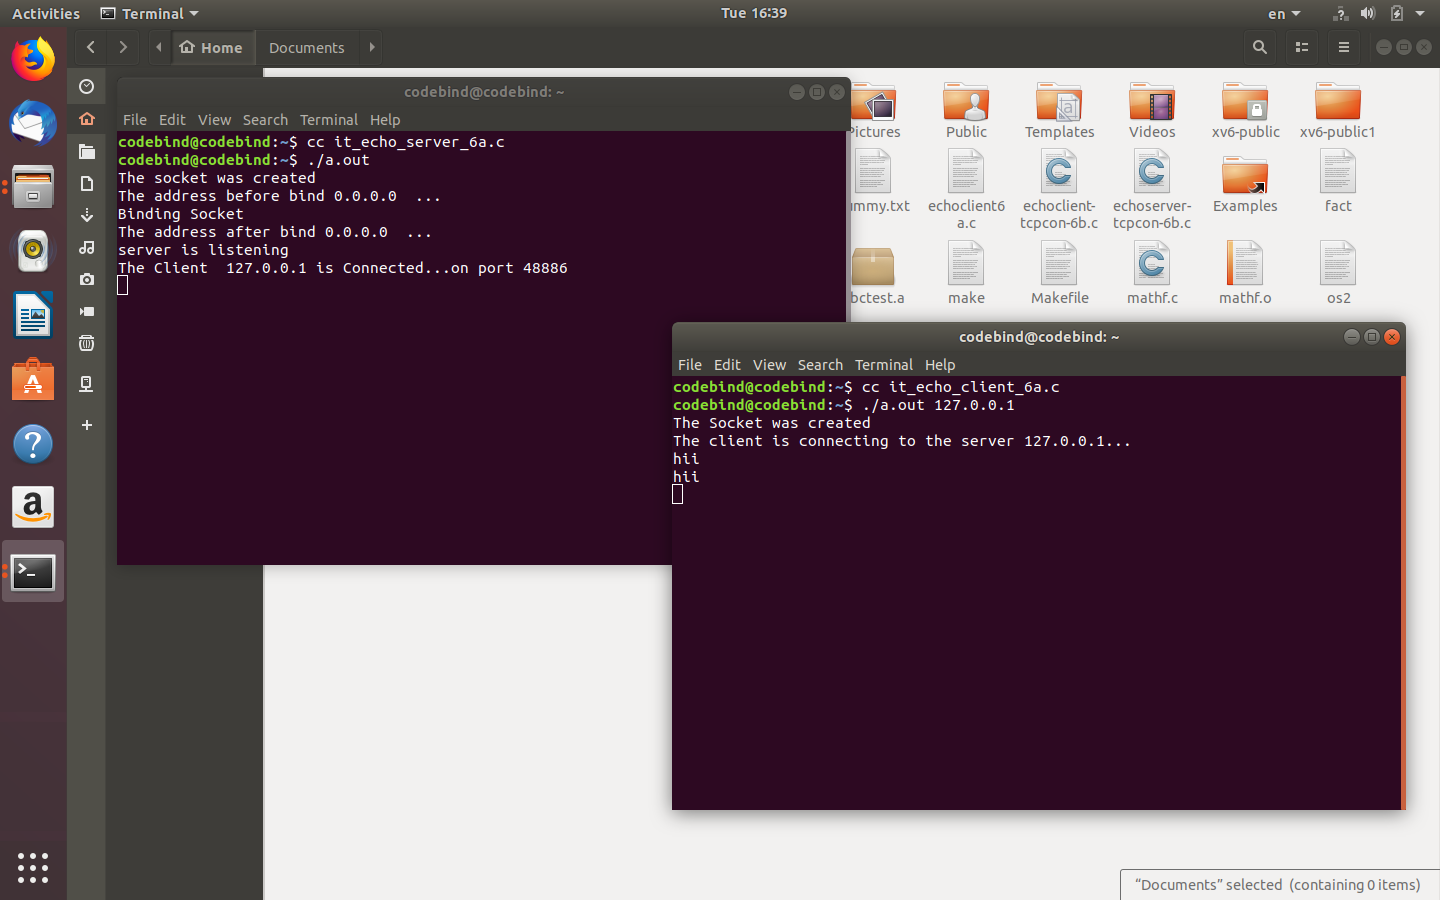 Activities
Terminal
Tue 16:39
en
Home
Documents
codebind@codebind: ~
File Edit View Search Terminal Help
codebind@codebind:~$ cc it_echo_server_6a.c
codebind@codebind:~$ ./a.out
The socket was created
The address before bind 0.0.0.0  ...
Binding Socket
The address after bind 0.0.0.0  ...
server is listening
The Client  127.0.0.1 is Connected...on port 48886
Pictures
Public
Templates
Videos
xv6-public
xv6-public1
mmy.txt
echoclient6
a.c
echoclient-
tcpcon-6b.c
echoserver-
tcpcon-6b.c
Examples
fact
bctest.a
make
Makefile
mathf.c
mathf.o
os2
codebind@codebind: ~
File Edit View Search Terminal Help
codebind@codebind:~$ cc it_echo_client_6a.c
codebind@codebind:~$ ./a.out 127.0.0.1
The Socket was created
The client is connecting to the server 127.0.0.1...
hii
hii
"Documents" selected (containing 0 items)